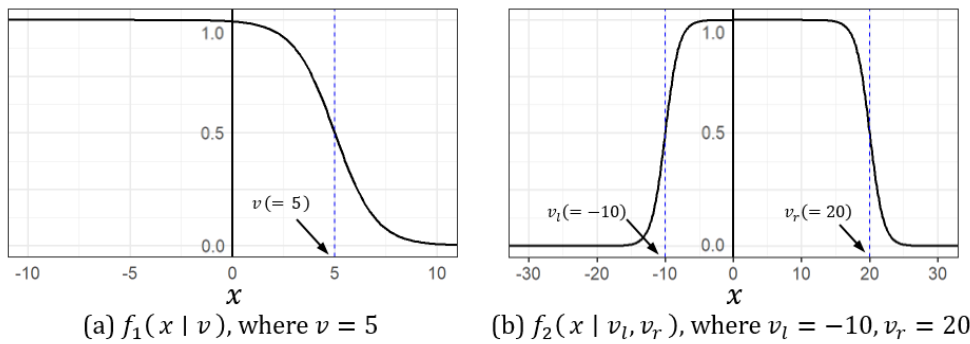 1.0
0.5
0.0
v(= 5)
-10 -5 0 5 10
x
(a) f₁( x | v ), where v = 5
1.0
0.5
0.0
vₗ(= −10)
vᵣ(= 20)
-30 -20 -10 0 10 20 30
x
(b) f₂( x | vₗ, vᵣ ), where vₗ = −10, vᵣ = 20